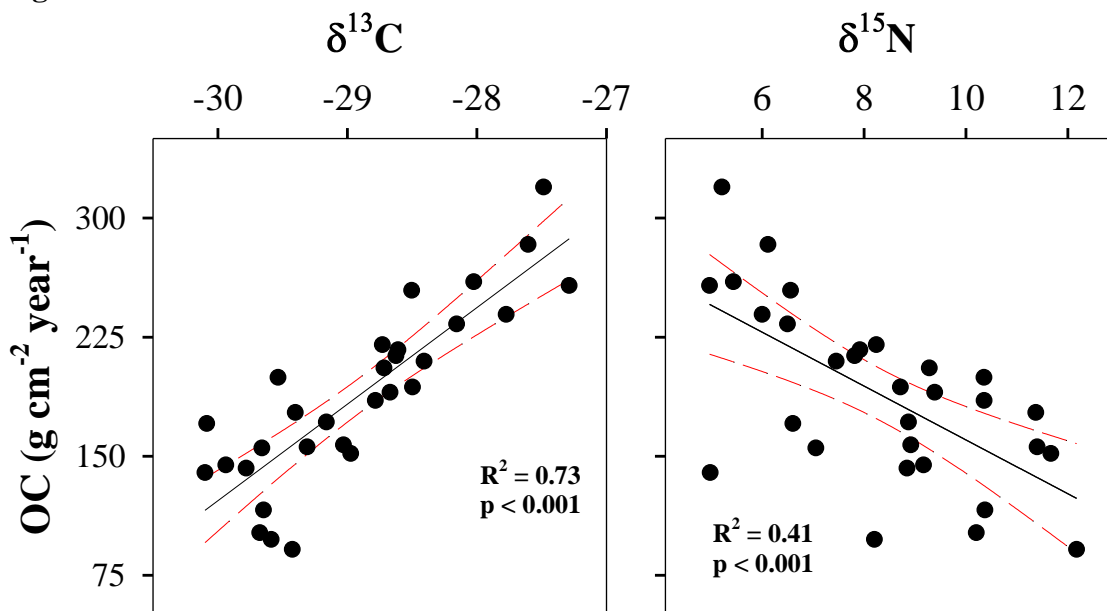 δ13C
δ15N
-30 -29 -28 -27
6 8 10 12
300
225
150
75
OC (g cm-2 year-1)
R2 = 0.73
p < 0.001
R2 = 0.41
p < 0.001